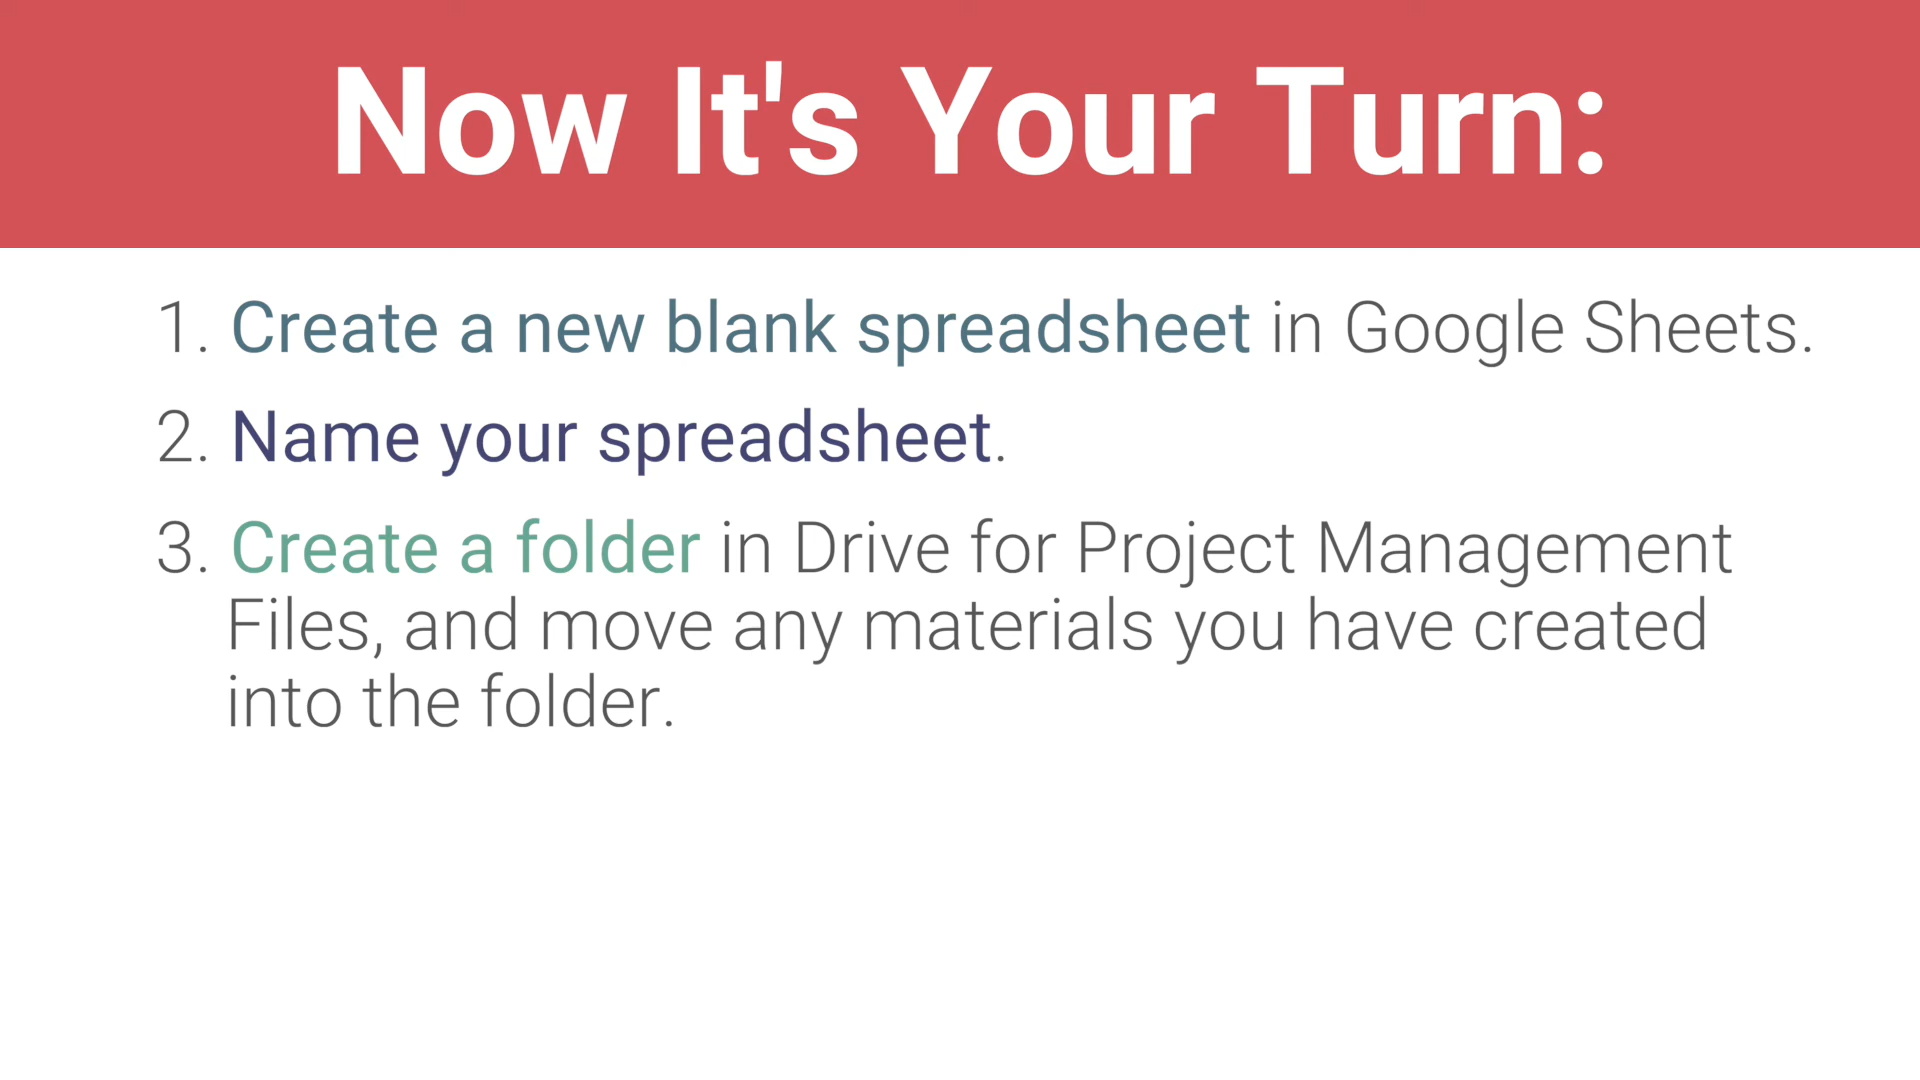 Now It's Your Turn:
1. Create a new blank spreadsheet in Google Sheets.
2. Name your spreadsheet.
3. Create a folder in Drive for Project Management
Files, and move any materials you have created
into the folder.